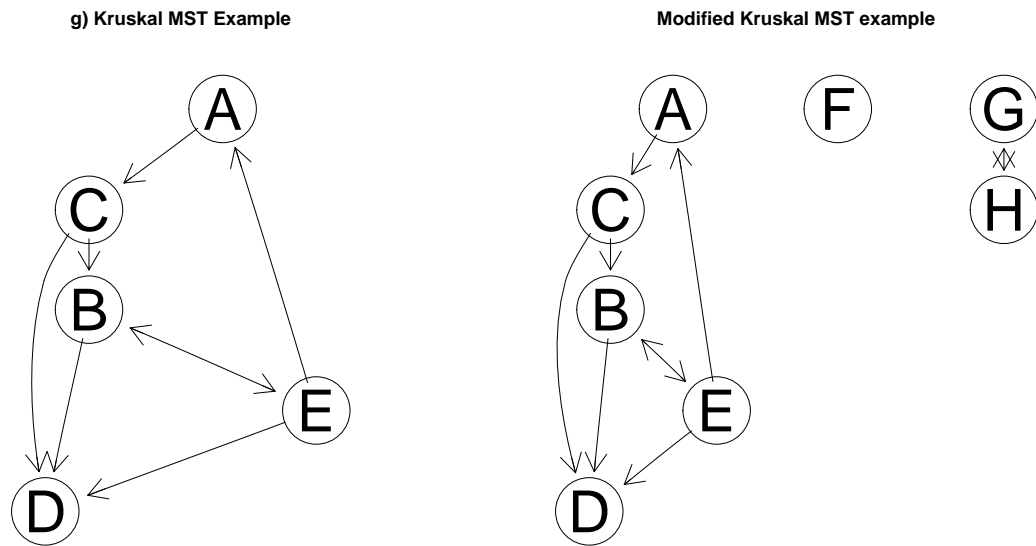 g) Kruskal MST Example
A
C
B
E
D
Modified Kruskal MST example
A F G
C H
B
E
D